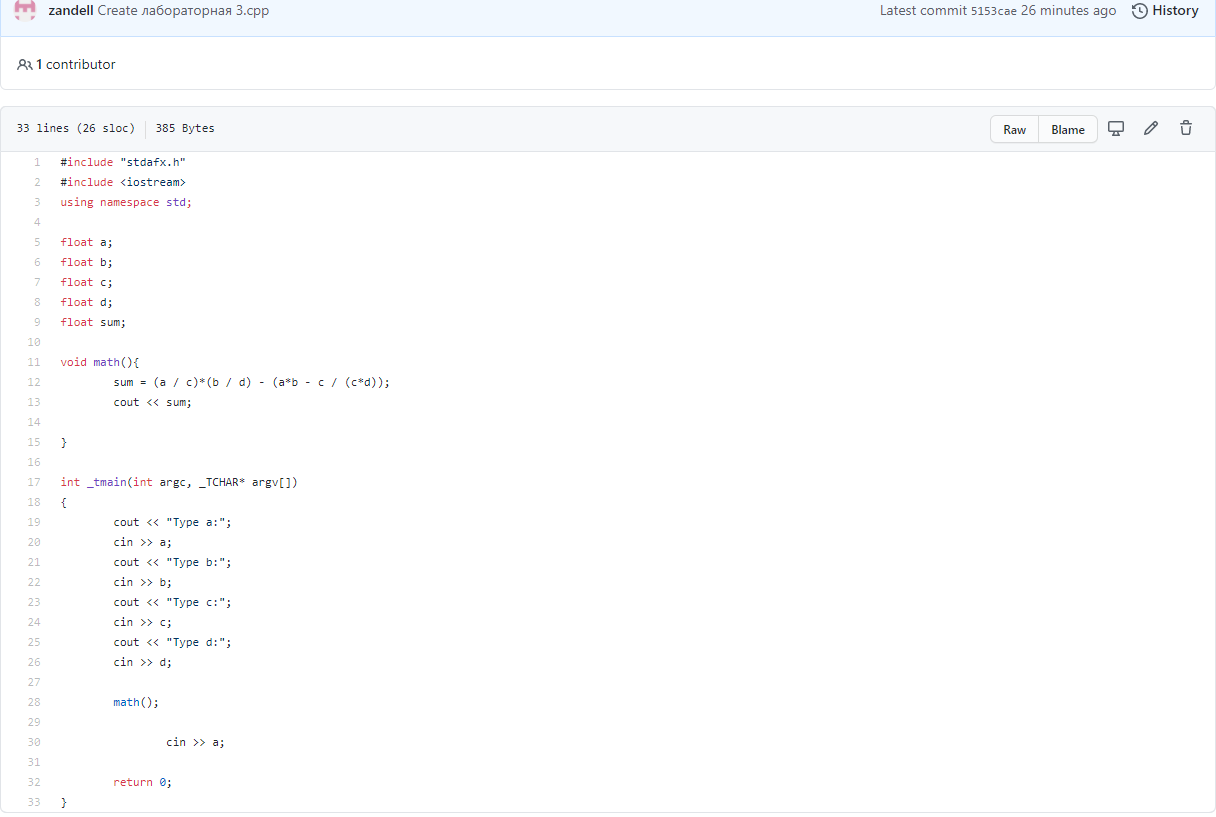 zandell Create лабораторная 3.cpp Latest commit 5153cae 26 minutes ago History
1 contributor
33 lines (26 sloc) 385 Bytes Raw Blame
1 #include "stdafx.h"
2 #include <iostream>
3 using namespace std;
4
5 float a;
6 float b;
7 float c;
8 float d;
9 float sum;
10
11 void math(){
12 sum = (a / c)*(b / d) - (a*b - c / (c*d));
13 cout << sum;
14
15 }
16
17 int _tmain(int argc, _TCHAR* argv[])
18 {
19 cout << "Type a:";
20 cin >> a;
21 cout << "Type b:";
22 cin >> b;
23 cout << "Type c:";
24 cin >> c;
25 cout << "Type d:";
26 cin >> d;
27
28 math();
29
30 cin >> a;
31
32 return 0;
33 }